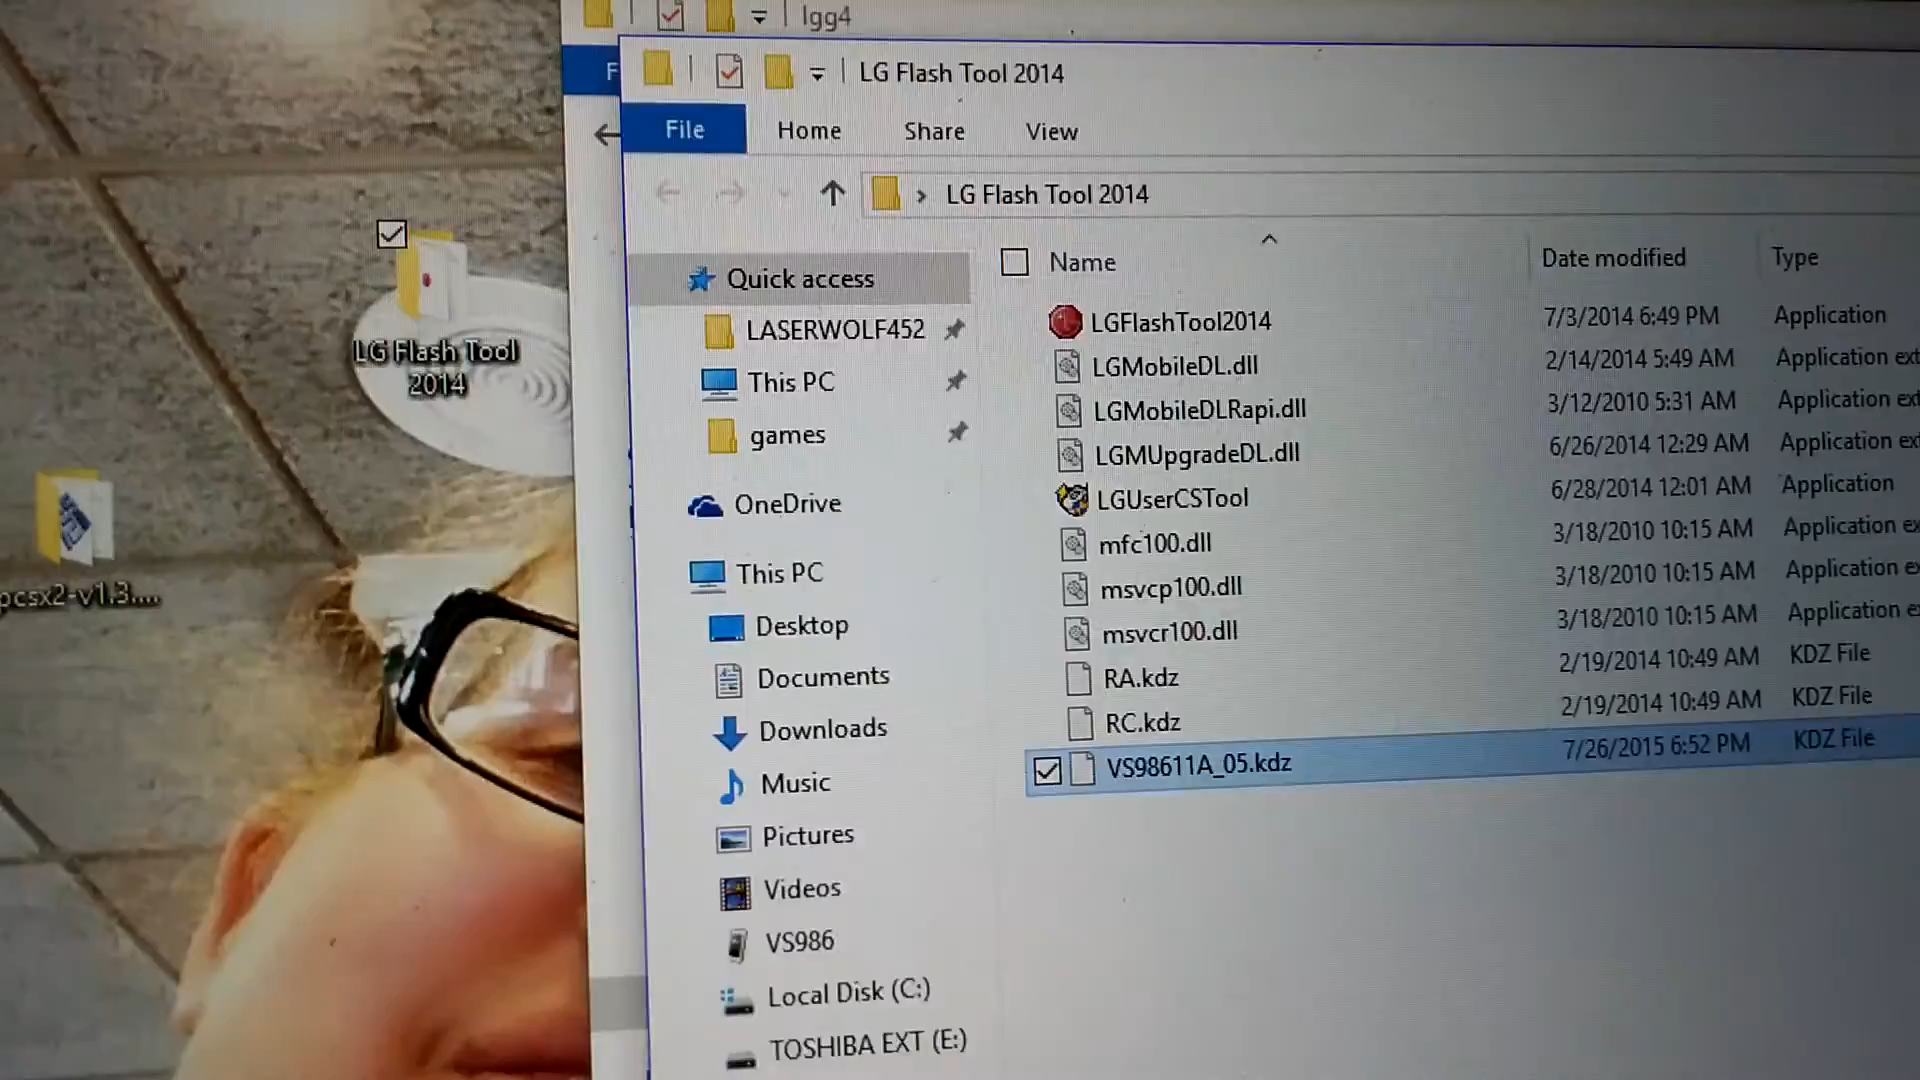 lgg4
F
LG Flash Tool 2014
File Home Share View
LG Flash Tool 2014
LG Flash Tool
2014
pcsx2-v1.3....
Quick access
LASERWOLF452
This PC
games
OneDrive
This PC
Desktop
Documents
Downloads
Music
Pictures
Videos
VS986
Local Disk (C:)
TOSHIBA EXT (E:)
Name Date modified Type
LGFlashTool2014 7/3/2014 6:49 PM Application
LGMobileDL.dll 2/14/2014 5:49 AM Application ext
LGMobileDLRapi.dll 3/12/2010 5:31 AM Application ext
LGMUpgradeDL.dll 6/26/2014 12:29 AM Application ext
LGUserCSTool 6/28/2014 12:01 AM Application
mfc100.dll 3/18/2010 10:15 AM Application ex
msvcp100.dll 3/18/2010 10:15 AM Application e
msvcr100.dll 3/18/2010 10:15 AM Application e
RA.kdz 2/19/2014 10:49 AM KDZ File
RC.kdz 2/19/2014 10:49 AM KDZ File
VS98611A_05.kdz 7/26/2015 6:52 PM KDZ File